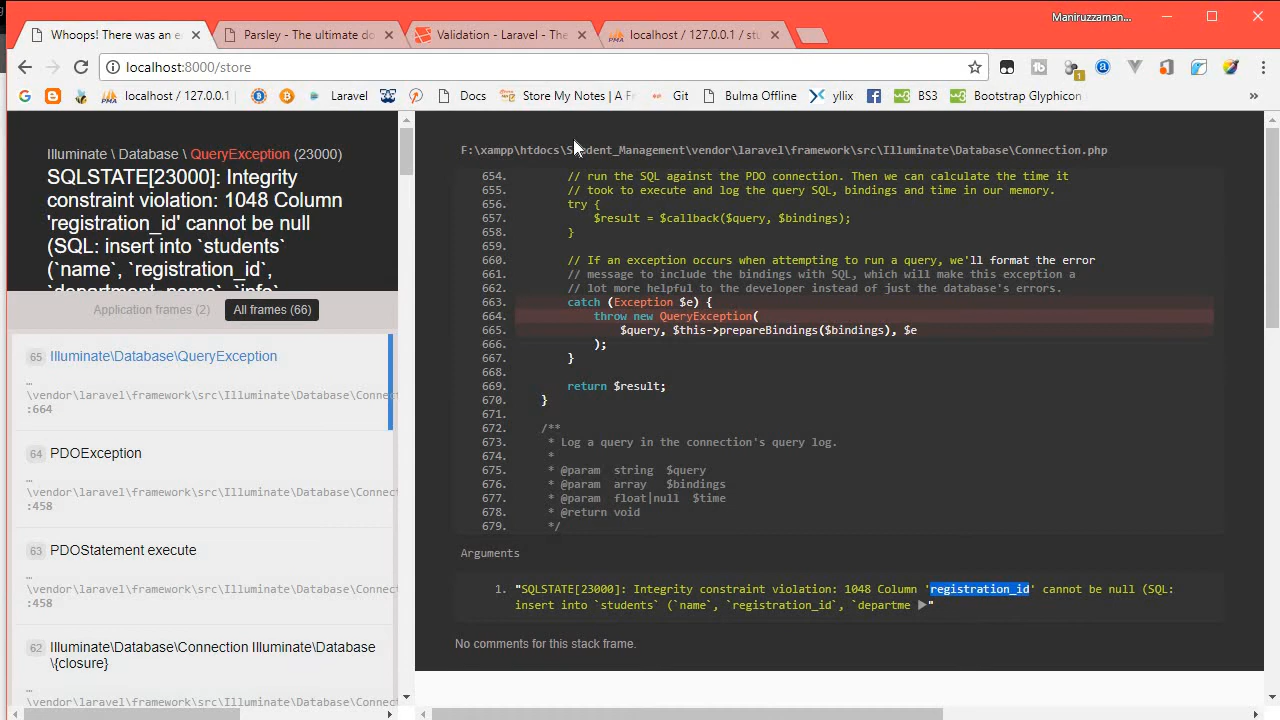 Maniruzzaman...
Whoops! There was an e
Parsley - The ultimate do
Validation - Laravel - The
localhost / 127.0.0.1 / stu
localhost:8000/store
localhost / 127.0.0.1
Laravel
Docs
Store My Notes | A F
Git
Bulma Offline
yllix
BS3
Bootstrap Glyphicon
»
Illuminate \ Database \ QueryException (23000)
SQLSTATE[23000]: Integrity
constraint violation: 1048 Column
'registration_id' cannot be null
(SQL: insert into `students`
(`name`, `registration_id`,
`department_name`, `info`,
Application frames (2)
All frames (66)
65 Illuminate\Database\QueryException
…
\vendor\laravel\framework\src\Illuminate\Database\Connect
:664
64 PDOException
…
\vendor\laravel\framework\src\Illuminate\Database\Connect
:458
63 PDOStatement execute
…
\vendor\laravel\framework\src\Illuminate\Database\Connect
:458
62 Illuminate\Database\Connection Illuminate\Database
\{closure}
…
\vendor\laravel\framework\src\Illuminate\Database\Connect
F:\xampp\htdocs\Student_Management\vendor\laravel\framework\src\Illuminate\Database\Connection.php
654. // run the SQL against the PDO connection. Then we can calculate the time it
655. // took to execute and log the query SQL, bindings and time in our memory.
656. try {
657. $result = $callback($query, $bindings);
658. }
659.
660. // If an exception occurs when attempting to run a query, we'll format the error
661. // message to include the bindings with SQL, which will make this exception a
662. // lot more helpful to the developer instead of just the database's errors.
663. catch (Exception $e) {
664. throw new QueryException(
665. $query, $this->prepareBindings($bindings), $e
666. );
667. }
668.
669. return $result;
670. }
671.
672. /**
673. * Log a query in the connection's query log.
674. *
675. * @param string $query
676. * @param array $bindings
677. * @param float|null $time
678. * @return void
679. */
Arguments
1. "SQLSTATE[23000]: Integrity constraint violation: 1048 Column 'registration_id' cannot be null (SQL:
insert into `students` (`name`, `registration_id`, `departme ▶"
No comments for this stack frame.